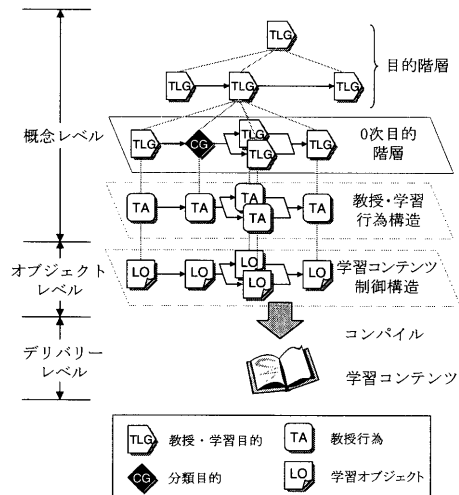 TLG
目的階層
TLG TLG TLG
概念レベル
TLG CG TLG TLG TLG
0次目的
階層
TA TA TA TA TA
教授・学習
行為構造
オブジェクト
レベル
LO LO LO LO LO
学習コンテンツ
制御構造
デリバリー
レベル
コンパイル
学習コンテンツ
TLG 教授・学習目的
TA 教授行為
CG 分類目的
LO 学習オブジェクト